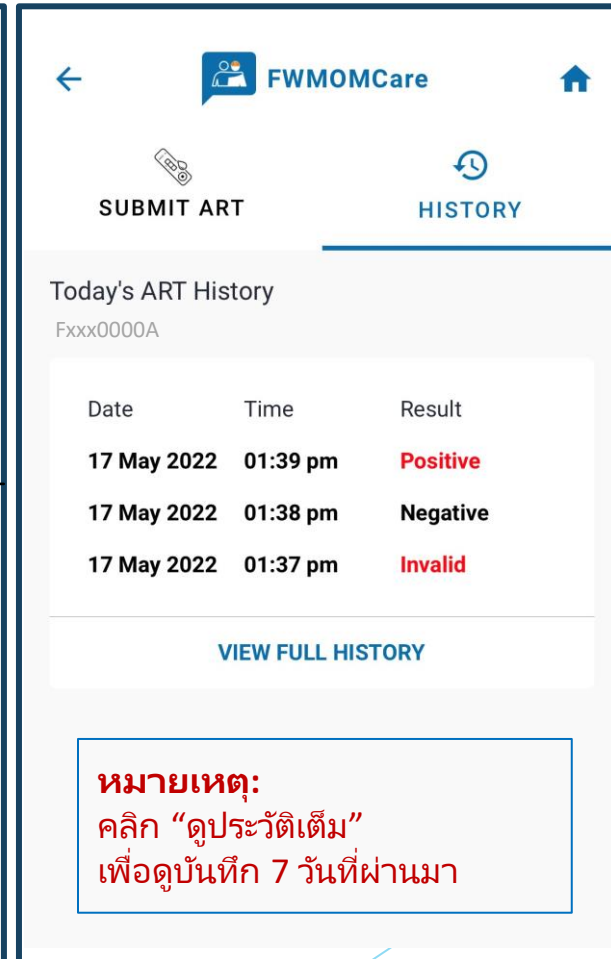 FWMOMCare
SUBMIT ART
HISTORY
Today's ART History
Fxxx0000A
Date Time Result
17 May 2022 01:39 pm Positive
17 May 2022 01:38 pm Negative
17 May 2022 01:37 pm Invalid
VIEW FULL HISTORY
หมายเหตุ:
คลิก “ดูประวัติเต็ม”
เพื่อดูบันทึก 7 วันที่ผ่านมา